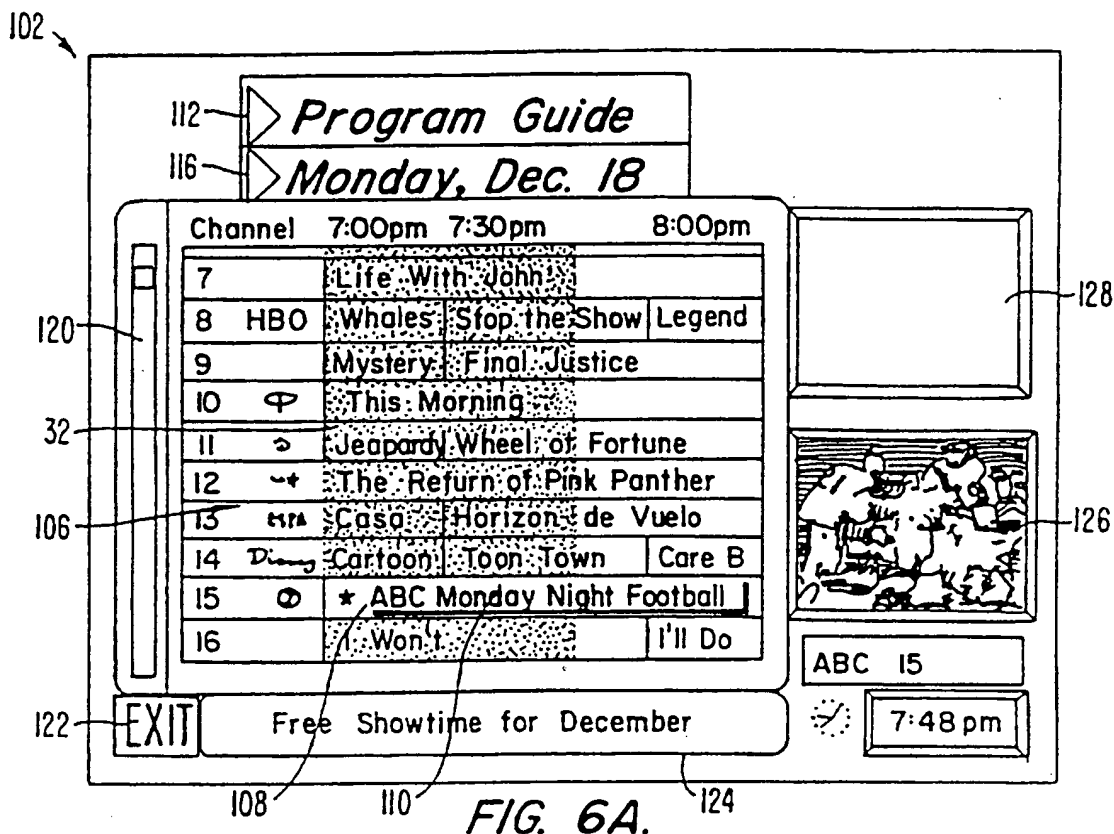 102
112
Program Guide
116
Monday, Dec. 18
Channel 7:00pm 7:30pm 8:00pm
7 Life With John
8 HBO Whales Stop the Show Legend
128
120
9 Mystery Final Justice
10 This Morning
32
11 Jeapardy Wheel of Fortune
12 The Return of Pink Panther
106
13 Casa Horizon de Vuelo
126
14 Disney Cartoon Toon Town Care B
15 ★ ABC Monday Night Football
16 I Won't I'll Do
ABC 15
122
EXIT
Free Showtime for December
7:48 pm
108
110
124
FIG. 6A.